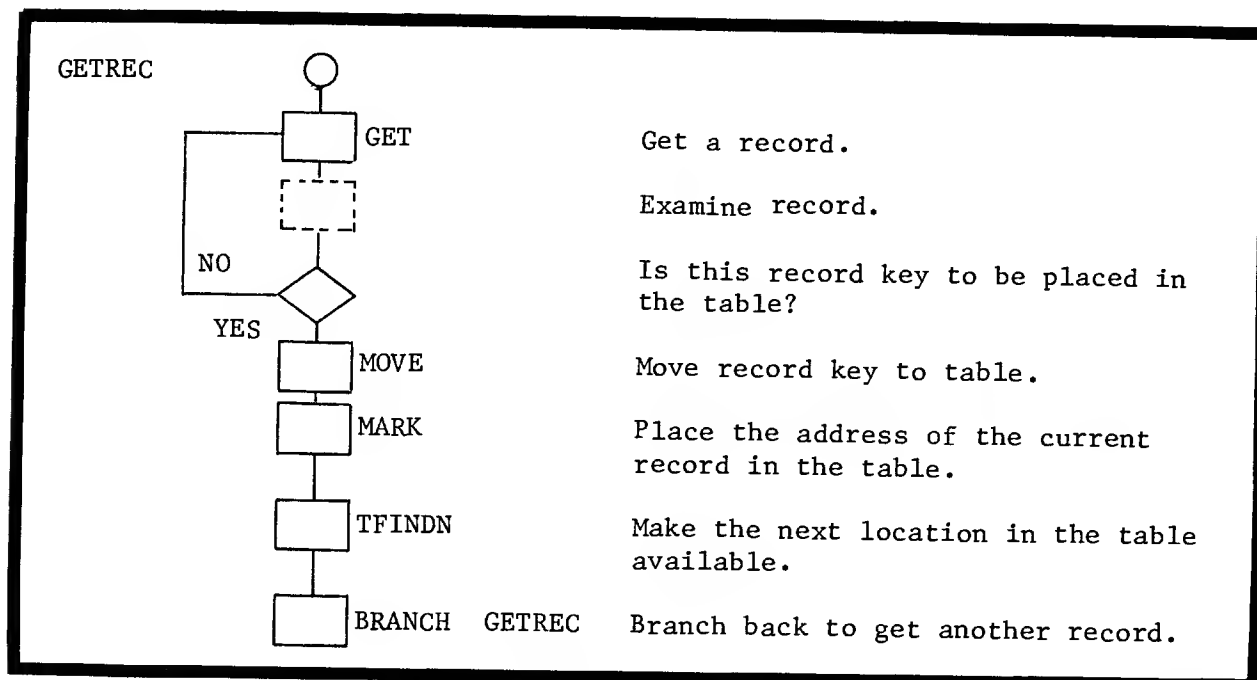 GETREC
GET Get a record.
Examine record.
NO Is this record key to be placed in
the table?
YES
MOVE Move record key to table.
MARK Place the address of the current
record in the table.
TFINDN Make the next location in the table
available.
BRANCH GETREC Branch back to get another record.